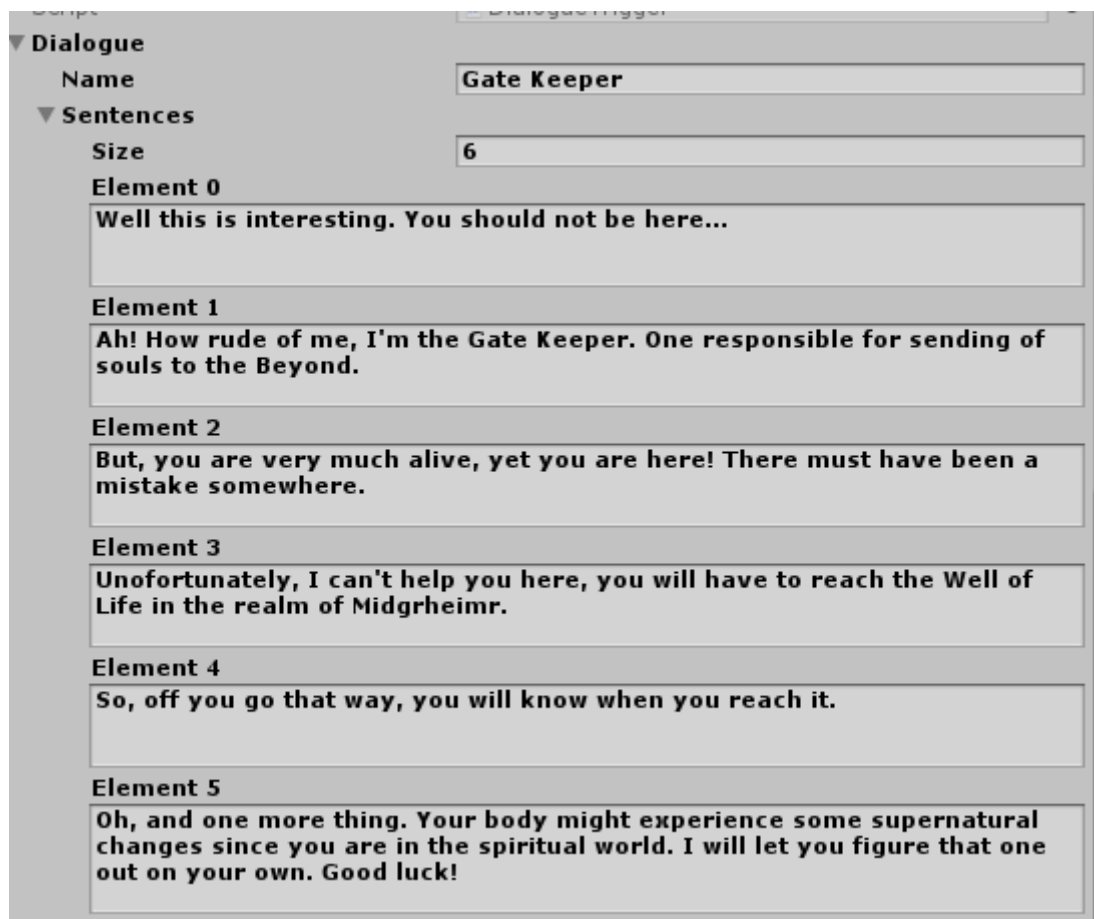 Script DialogueTrigger
Dialogue
Name Gate Keeper
Sentences
Size 6
Element 0
Well this is interesting. You should not be here...
Element 1
Ah! How rude of me, I'm the Gate Keeper. One responsible for sending of
souls to the Beyond.
Element 2
But, you are very much alive, yet you are here! There must have been a
mistake somewhere.
Element 3
Unofortunately, I can't help you here, you will have to reach the Well of
Life in the realm of Midgrheimr.
Element 4
So, off you go that way, you will know when you reach it.
Element 5
Oh, and one more thing. Your body might experience some supernatural
changes since you are in the spiritual world. I will let you figure that one
out on your own. Good luck!